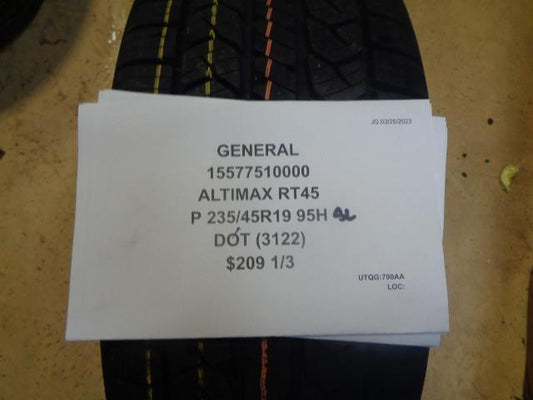 JQ 03/25/2023
GENERAL
15577510000
ALTIMAX RT45
P 235/45R19 95H SL
DOT (3122)
$209 1/3
UTQG:700AA
LOC: